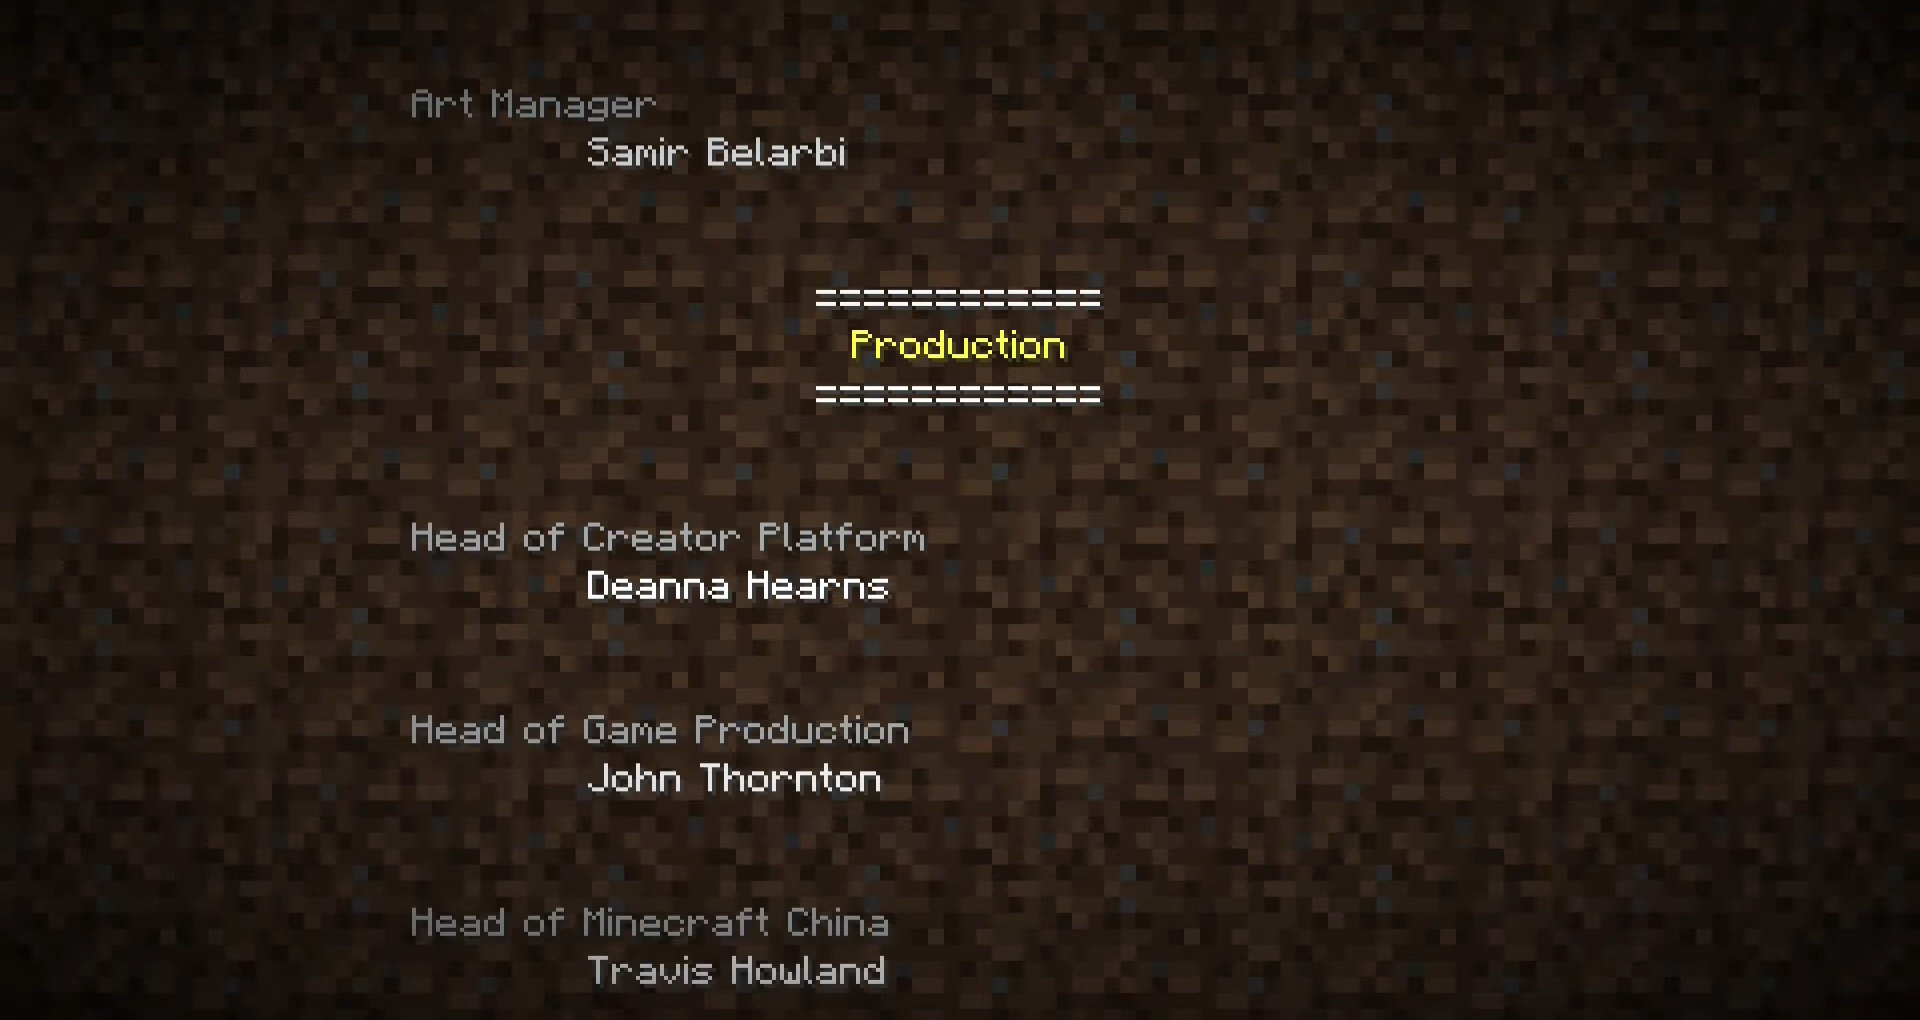 Art Manager
Samir Belarbi
============
Production
============
Head of Creator Platform
Deanna Hearns
Head of Game Production
John Thornton
Head of Minecraft China
Travis Howland